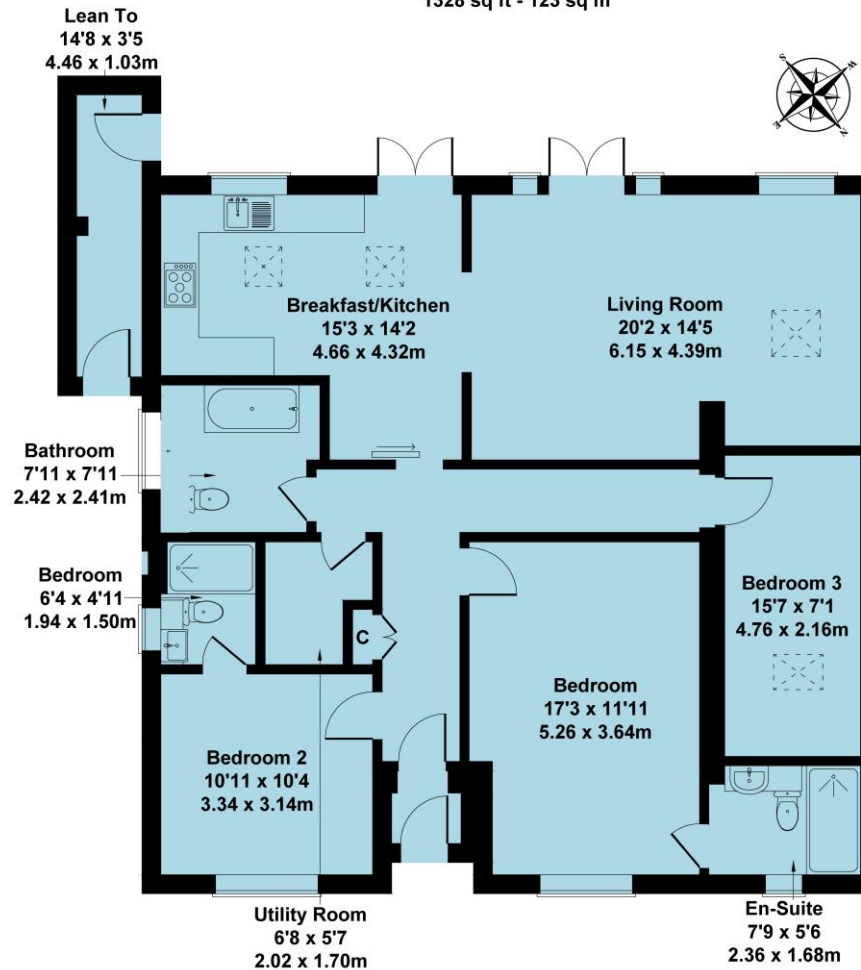 1328 sq ft - 123 sq m
Lean To
14'8 x 3'5
4.46 x 1.03m
S
W
E
N
Breakfast/Kitchen
15'3 x 14'2
4.66 x 4.32m
Living Room
20'2 x 14'5
6.15 x 4.39m
Bathroom
7'11 x 7'11
2.42 x 2.41m
Bedroom
6'4 x 4'11
1.94 x 1.50m
C
Bedroom 3
15'7 x 7'1
4.76 x 2.16m
Bedroom
17'3 x 11'11
5.26 x 3.64m
Bedroom 2
10'11 x 10'4
3.34 x 3.14m
Utility Room
6'8 x 5'7
2.02 x 1.70m
En-Suite
7'9 x 5'6
2.36 x 1.68m